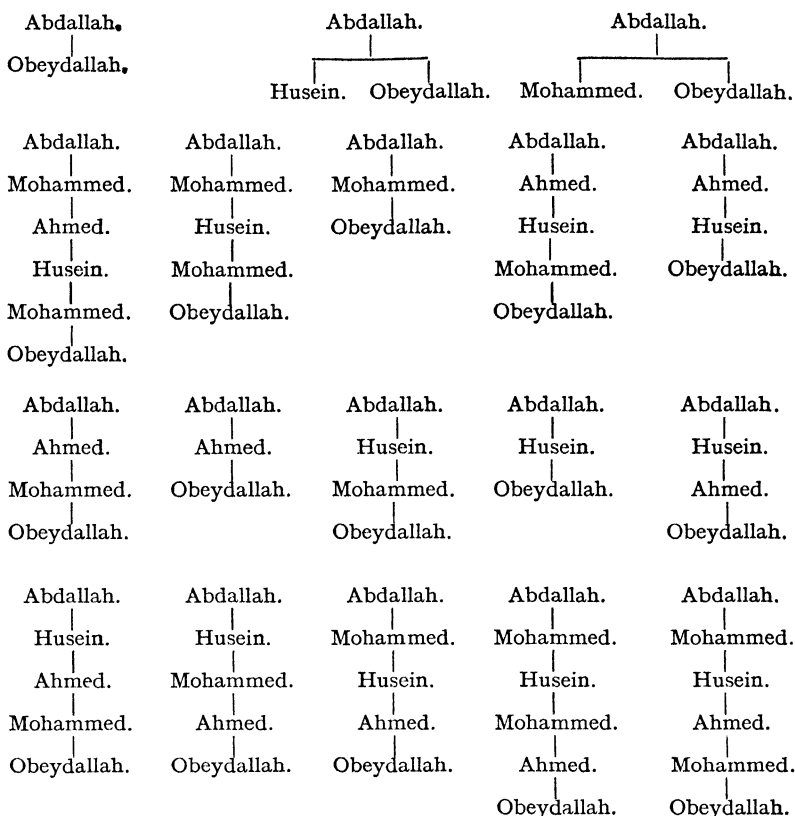 Abdallah. Abdallah. Abdallah.
Obeydallah.
Husein. Obeydallah. Mohammed. Obeydallah.
Abdallah. Abdallah. Abdallah. Abdallah. Abdallah.
Mohammed. Mohammed. Mohammed. Ahmed. Ahmed.
Ahmed. Husein. Obeydallah. Husein. Husein.
Husein. Mohammed. Mohammed. Obeydallah.
Mohammed. Obeydallah. Obeydallah.
Obeydallah.
Abdallah. Abdallah. Abdallah. Abdallah. Abdallah.
Ahmed. Ahmed. Husein. Husein. Husein.
Mohammed. Obeydallah. Mohammed. Obeydallah. Ahmed.
Obeydallah. Obeydallah. Obeydallah.
Abdallah. Abdallah. Abdallah. Abdallah. Abdallah.
Husein. Husein. Mohammed. Mohammed. Mohammed.
Ahmed. Mohammed. Husein. Husein. Husein.
Mohammed. Ahmed. Ahmed. Mohammed. Ahmed.
Obeydallah. Obeydallah. Obeydallah. Ahmed. Mohammed.
Obeydallah. Obeydallah.